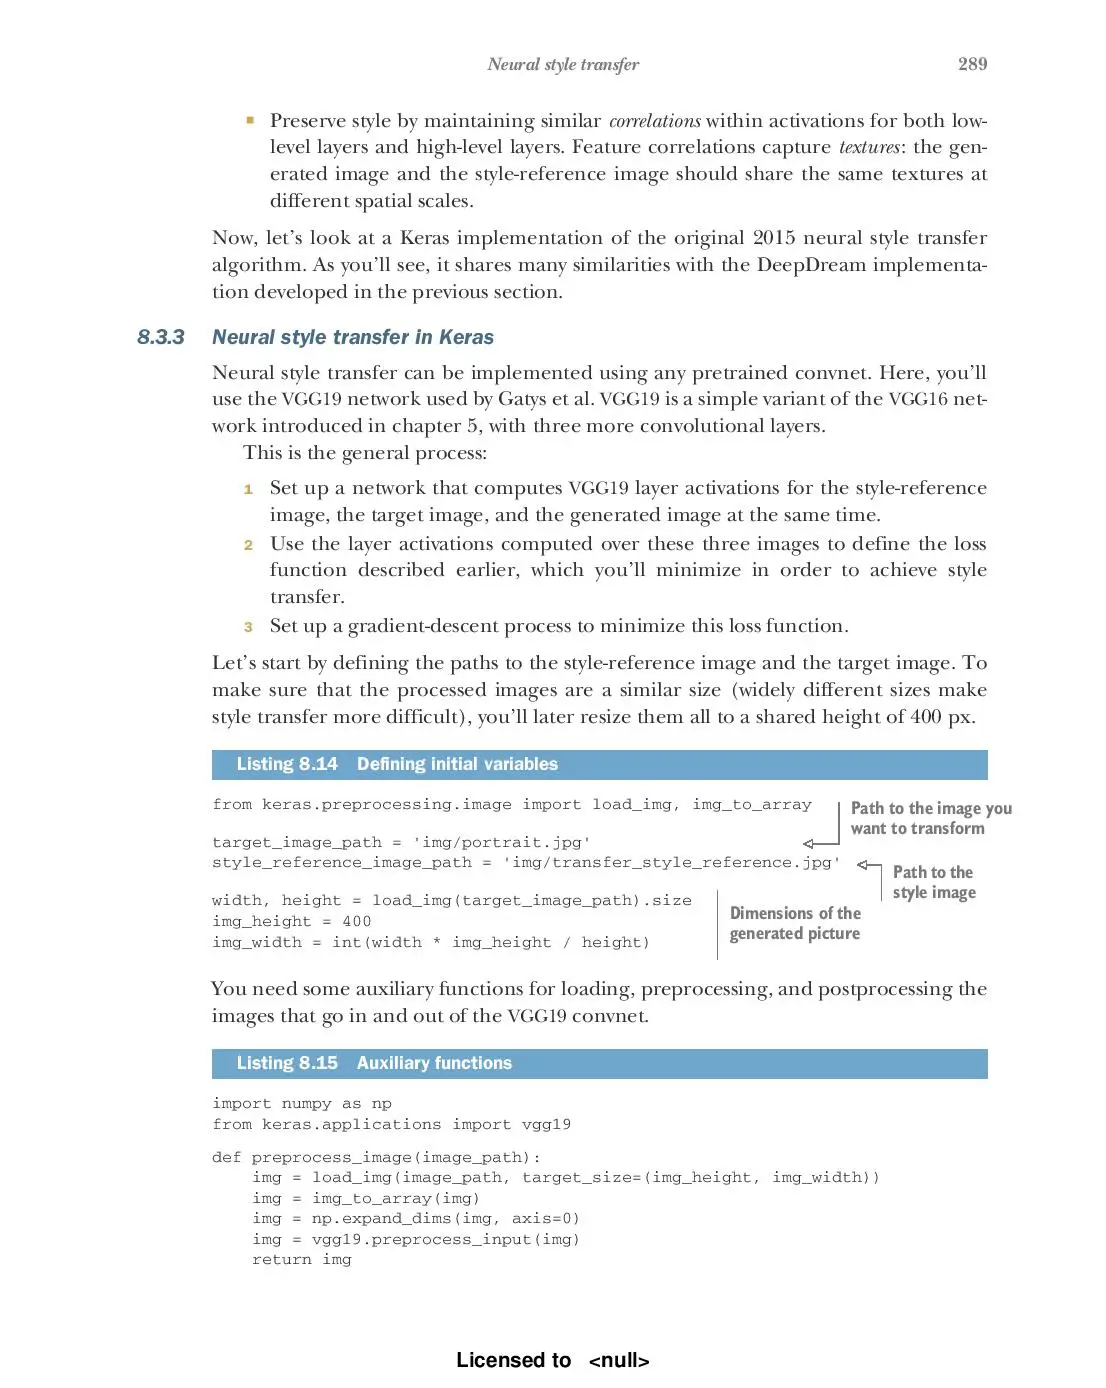 Neural style transfer 289
▪ Preserve style by maintaining similar correlations within activations for both low-
level layers and high-level layers. Feature correlations capture textures: the gen-
erated image and the style-reference image should share the same textures at
different spatial scales.
Now, let’s look at a Keras implementation of the original 2015 neural style transfer
algorithm. As you’ll see, it shares many similarities with the DeepDream implementa-
tion developed in the previous section.
8.3.3 Neural style transfer in Keras
Neural style transfer can be implemented using any pretrained convnet. Here, you’ll
use the VGG19 network used by Gatys et al. VGG19 is a simple variant of the VGG16 net-
work introduced in chapter 5, with three more convolutional layers.
This is the general process:
1 Set up a network that computes VGG19 layer activations for the style-reference
image, the target image, and the generated image at the same time.
2 Use the layer activations computed over these three images to define the loss
function described earlier, which you’ll minimize in order to achieve style
transfer.
3 Set up a gradient-descent process to minimize this loss function.
Let’s start by defining the paths to the style-reference image and the target image. To
make sure that the processed images are a similar size (widely different sizes make
style transfer more difficult), you’ll later resize them all to a shared height of 400 px.
Listing 8.14 Defining initial variables
from keras.preprocessing.image import load_img, img_to_array
Path to the image you
want to transform
target_image_path = 'img/portrait.jpg'
style_reference_image_path = 'img/transfer_style_reference.jpg'
Path to the
style image
width, height = load_img(target_image_path).size
img_height = 400
img_width = int(width * img_height / height)
Dimensions of the
generated picture
You need some auxiliary functions for loading, preprocessing, and postprocessing the
images that go in and out of the VGG19 convnet.
Listing 8.15 Auxiliary functions
import numpy as np
from keras.applications import vgg19
def preprocess_image(image_path):
    img = load_img(image_path, target_size=(img_height, img_width))
    img = img_to_array(img)
    img = np.expand_dims(img, axis=0)
    img = vgg19.preprocess_input(img)
    return img
Licensed to <null>